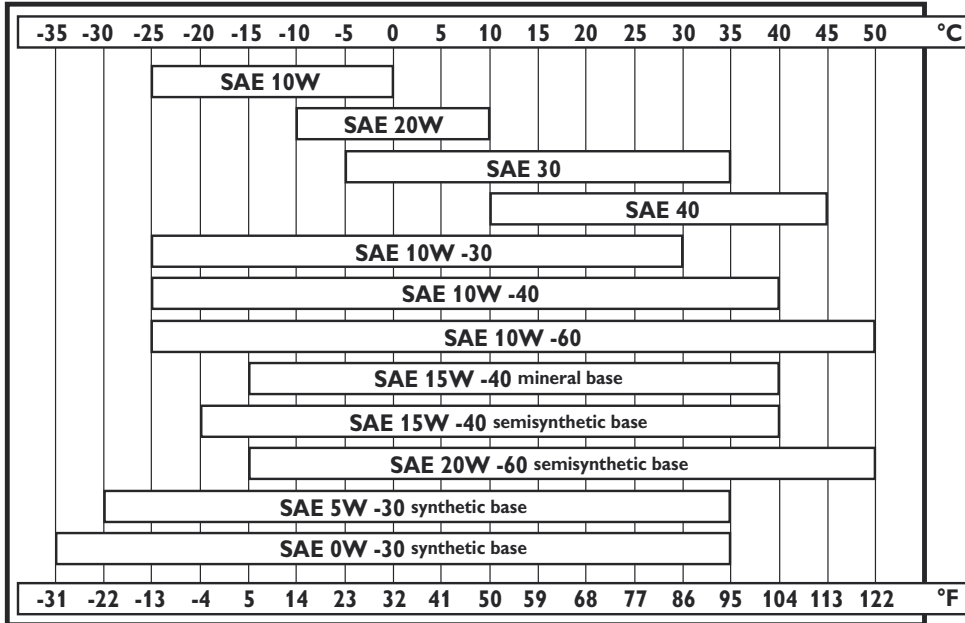 -35 -30 -25 -20 -15 -10 -5 0 5 10 15 20 25 30 35 40 45 50 °C
SAE 10W
SAE 20W
SAE 30
SAE 40
SAE 10W -30
SAE 10W -40
SAE 10W -60
SAE 15W -40 mineral base
SAE 15W -40 semisynthetic base
SAE 20W -60 semisynthetic base
SAE 5W -30 synthetic base
SAE 0W -30 synthetic base
-31 -22 -13 -4 5 14 23 32 41 50 59 68 77 86 95 104 113 122 °F